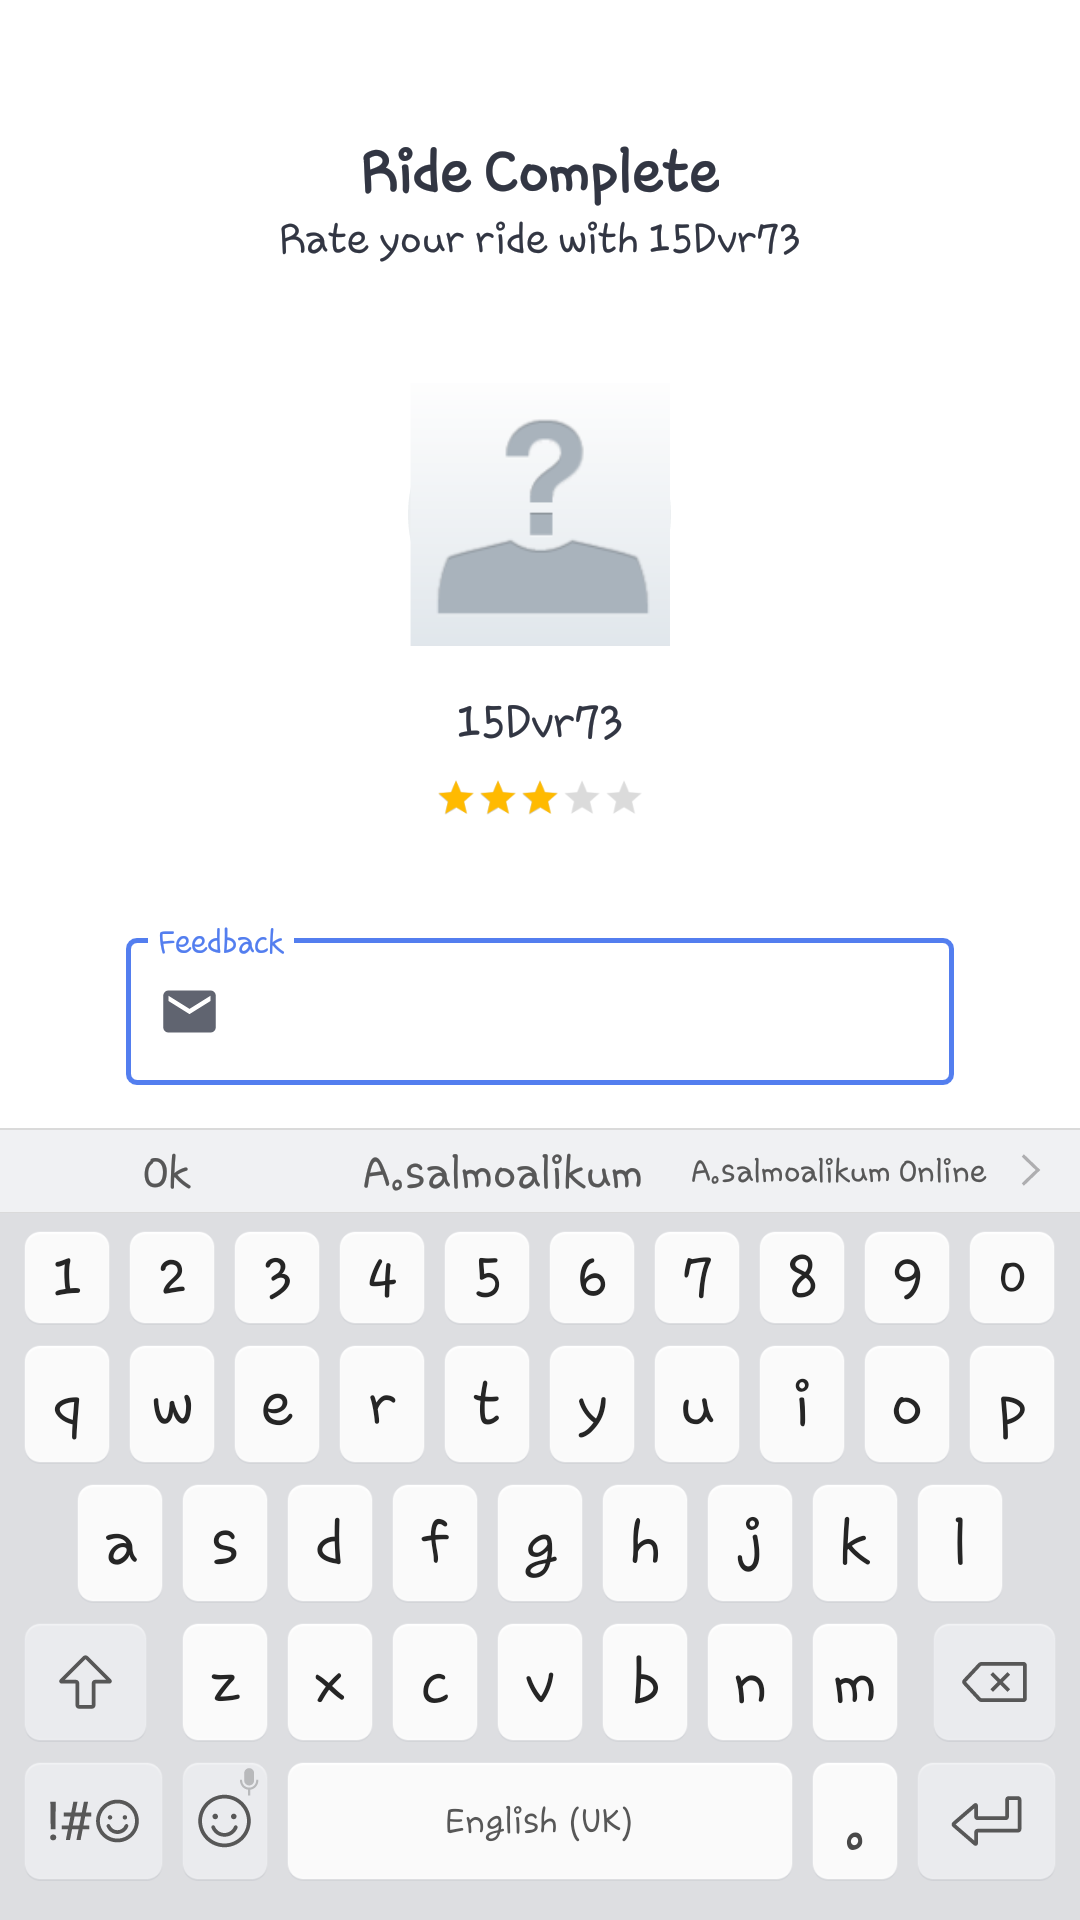 Ride Complete
Rate your ride with 15Dvr73
?
15Dvr73
Feedback
Ok A.salmoalikum A.salmoalikum Online
1 2 3 4 5 6 7 8 9 0
q w e r t y u i o p
a s d f g h j k l
z x c v b n m
!#☺ English (UK) .